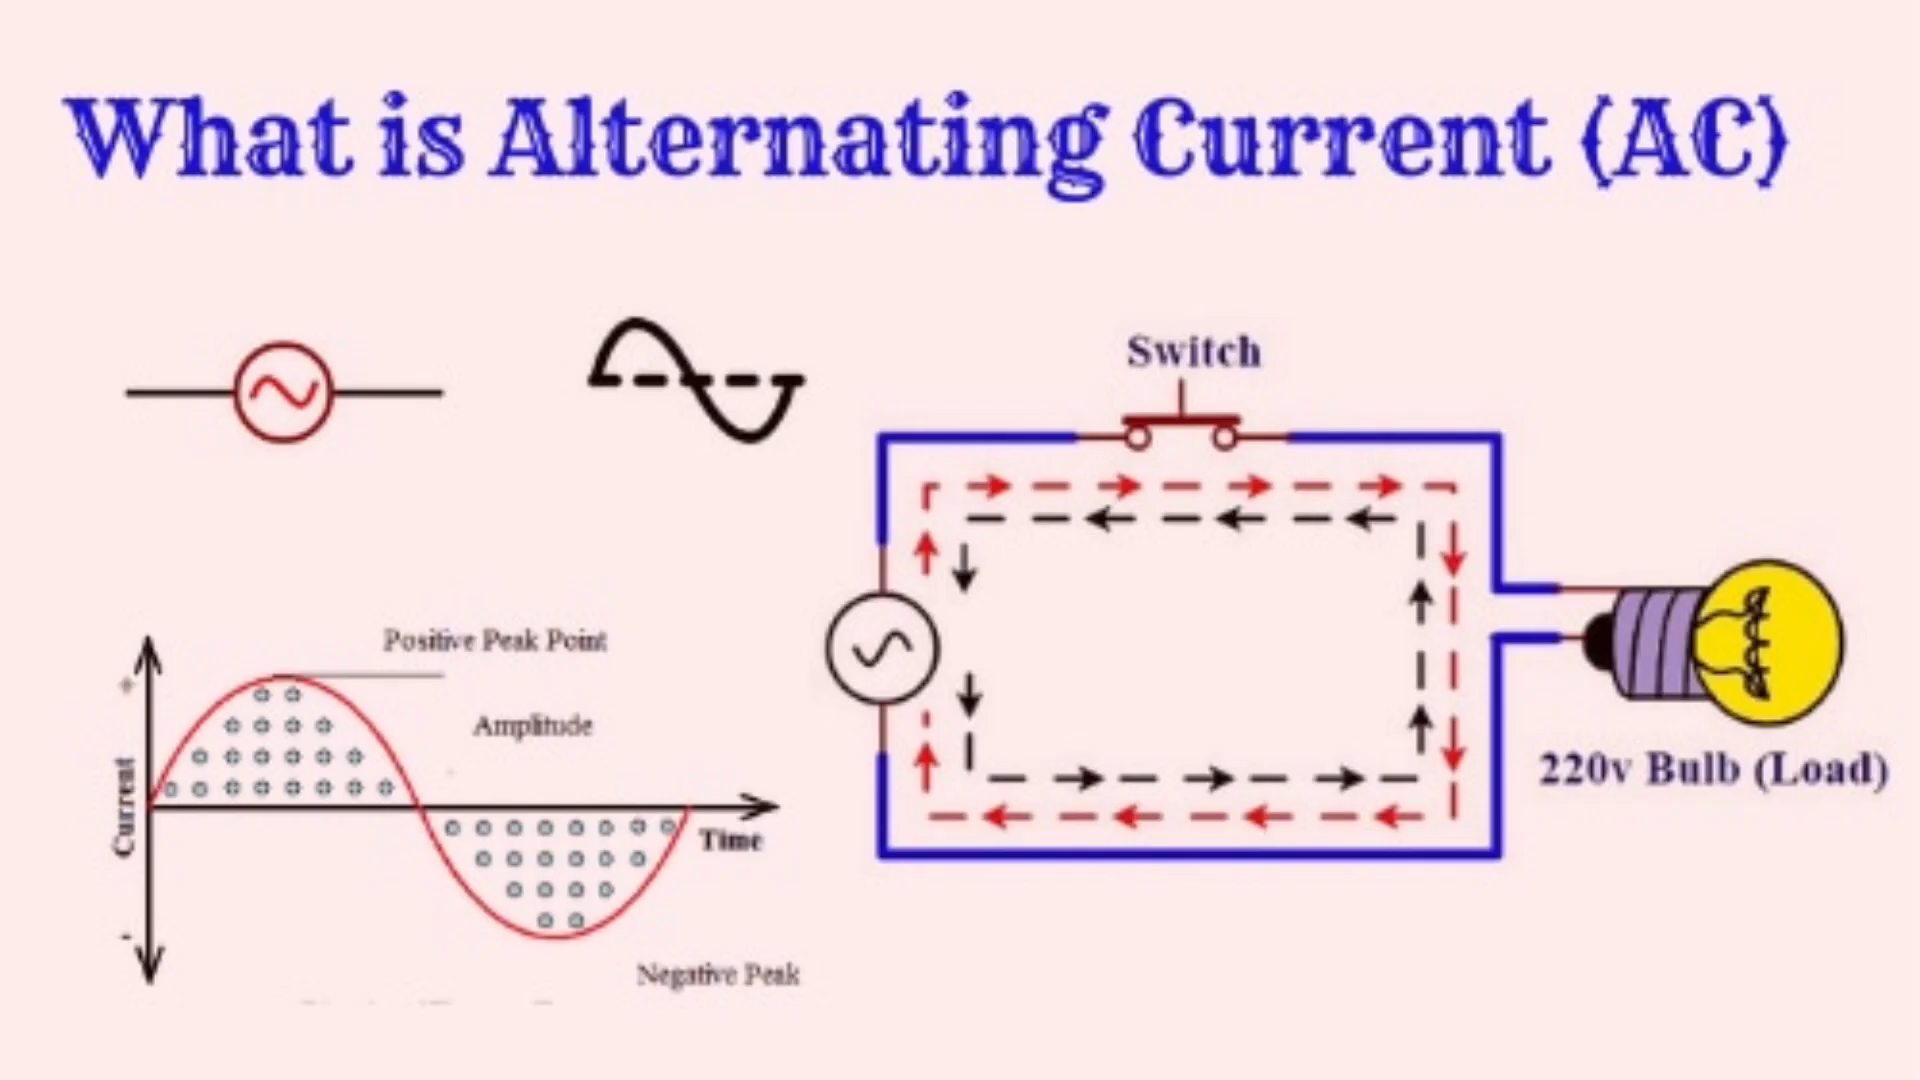 What is Alternating Current (AC)
Switch
Positive Peak Point
+
Amplitude
Current
Time
220v Bulb (Load)
-
Negative Peak